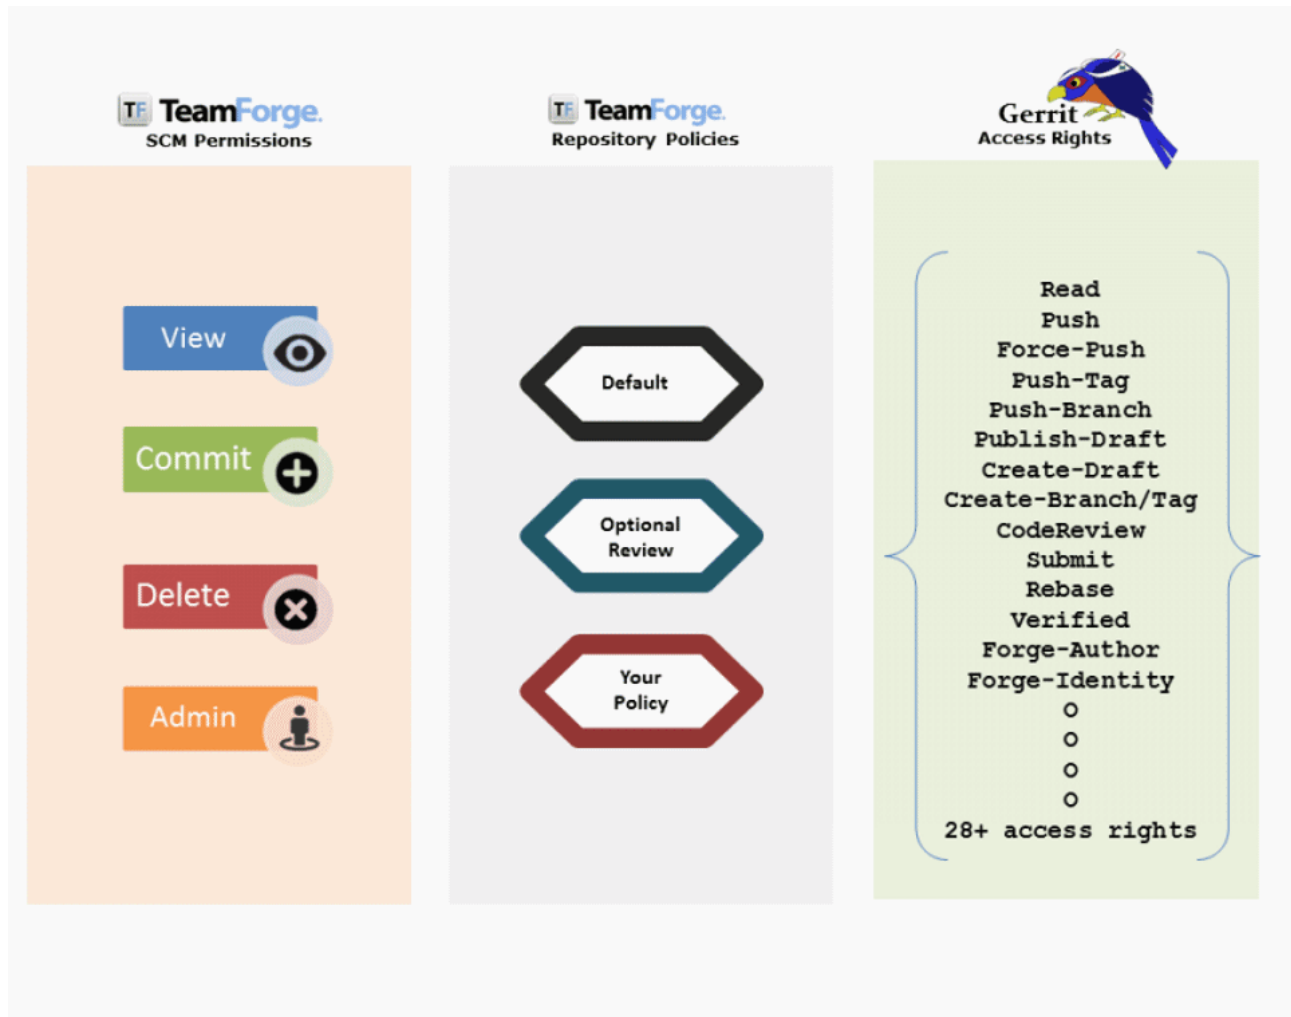 TF TeamForge.
SCM Permissions
View
Commit
Delete
Admin
TF TeamForge.
Repository Policies
Default
Optional
Review
Your
Policy
Gerrit
Access Rights
Read
Push
Force-Push
Push-Tag
Push-Branch
Publish-Draft
Create-Draft
Create-Branch/Tag
CodeReview
Submit
Rebase
Verified
Forge-Author
Forge-Identity
o
o
o
o
28+ access rights